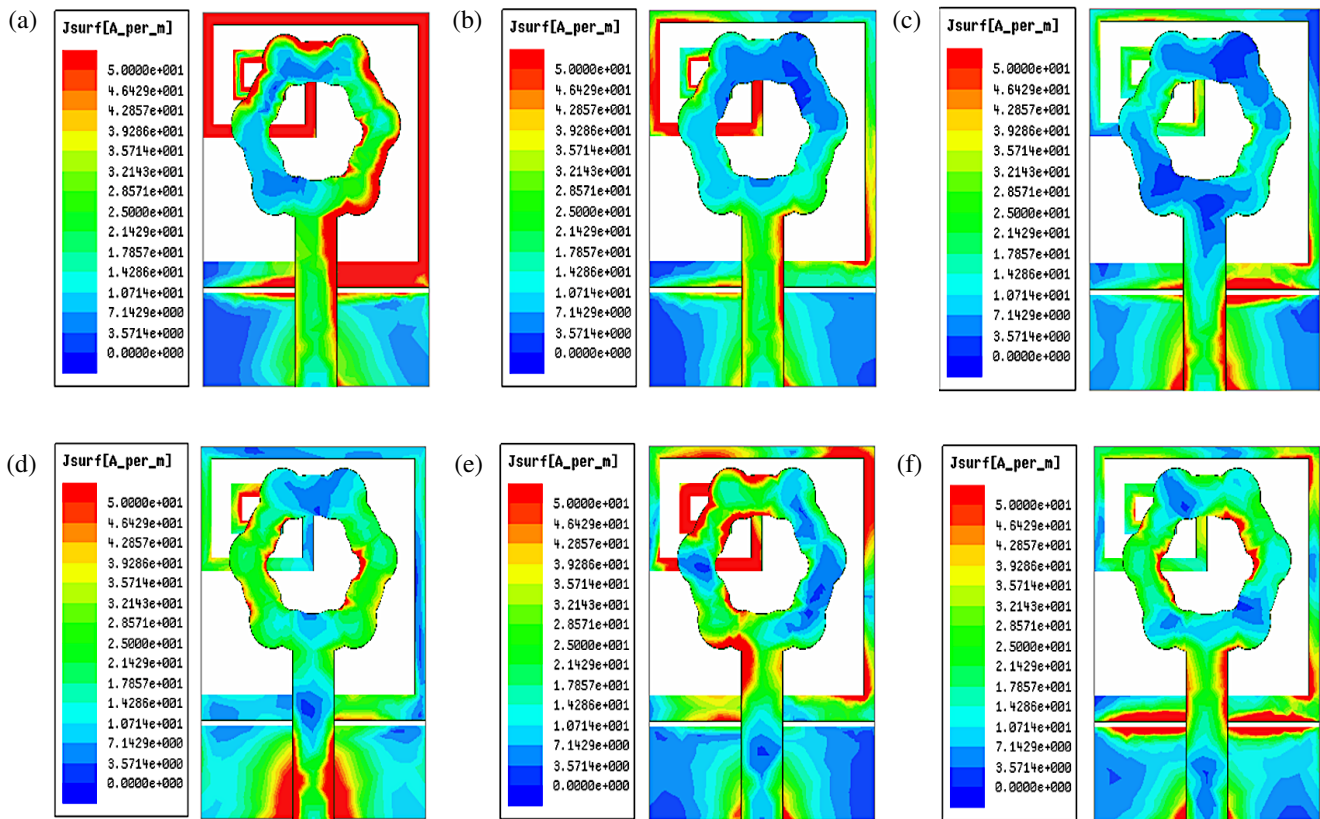 (a)
Jsurf[A_per_m]
5.0000e+001
4.6429e+001
4.2857e+001
3.9286e+001
3.5714e+001
3.2143e+001
2.8571e+001
2.5000e+001
2.1429e+001
1.7857e+001
1.4286e+001
1.0714e+001
7.1429e+000
3.5714e+000
0.0000e+000
(b)
Jsurf[A_per_m]
5.0000e+001
4.6429e+001
4.2857e+001
3.9286e+001
3.5714e+001
3.2143e+001
2.8571e+001
2.5000e+001
2.1429e+001
1.7857e+001
1.4286e+001
1.0714e+001
7.1429e+000
3.5714e+000
0.0000e+000
(c)
Jsurf[A_per_m]
5.0000e+001
4.6429e+001
4.2857e+001
3.9286e+001
3.5714e+001
3.2143e+001
2.8571e+001
2.5000e+001
2.1429e+001
1.7857e+001
1.4286e+001
1.0714e+001
7.1429e+000
3.5714e+000
0.0000e+000
(d)
Jsurf[A_per_m]
5.0000e+001
4.6429e+001
4.2857e+001
3.9286e+001
3.5714e+001
3.2143e+001
2.8571e+001
2.5000e+001
2.1429e+001
1.7857e+001
1.4286e+001
1.0714e+001
7.1429e+000
3.5714e+000
0.0000e+000
(e)
Jsurf[A_per_m]
5.0000e+001
4.6429e+001
4.2857e+001
3.9286e+001
3.5714e+001
3.2143e+001
2.8571e+001
2.5000e+001
2.1429e+001
1.7857e+001
1.4286e+001
1.0714e+001
7.1429e+000
3.5714e+000
0.0000e+000
(f)
Jsurf[A_per_m]
5.0000e+001
4.6429e+001
4.2857e+001
3.9286e+001
3.5714e+001
3.2143e+001
2.8571e+001
2.5000e+001
2.1429e+001
1.7857e+001
1.4286e+001
1.0714e+001
7.1429e+000
3.5714e+000
0.0000e+000